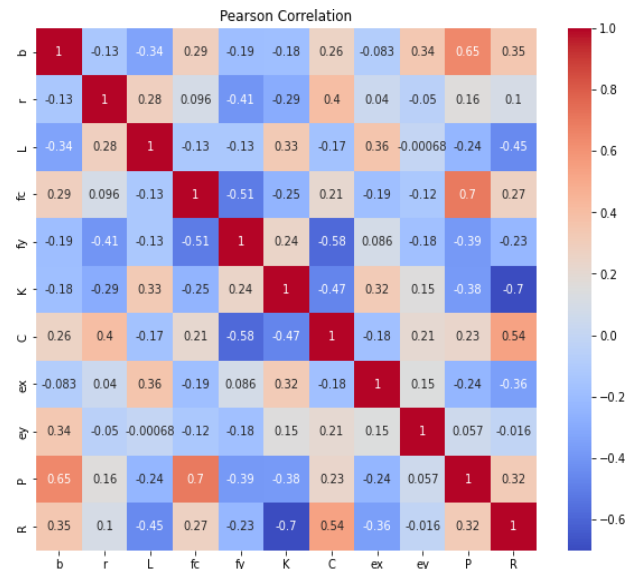 Pearson Correlation
b 1 -0.13 -0.34 0.29 -0.19 -0.18 0.26 -0.083 0.34 0.65 0.35
r -0.13 1 0.28 0.096 -0.41 -0.29 0.4 0.04 -0.05 0.16 0.1
L -0.34 0.28 1 -0.13 -0.13 0.33 -0.17 0.36 -0.00068 -0.24 -0.45
fc 0.29 0.096 -0.13 1 -0.51 -0.25 0.21 -0.19 -0.12 0.7 0.27
fy -0.19 -0.41 -0.13 -0.51 1 0.24 -0.58 0.086 -0.18 -0.39 -0.23
K -0.18 -0.29 0.33 -0.25 0.24 1 -0.47 0.32 0.15 -0.38 -0.7
C 0.26 0.4 -0.17 0.21 -0.58 -0.47 1 -0.18 0.21 0.23 0.54
ex -0.083 0.04 0.36 -0.19 0.086 0.32 -0.18 1 0.15 -0.24 -0.36
ey 0.34 -0.05 -0.00068 -0.12 -0.18 0.15 0.21 0.15 1 0.057 -0.016
P 0.65 0.16 -0.24 0.7 -0.39 -0.38 0.23 -0.24 0.057 1 0.32
R 0.35 0.1 -0.45 0.27 -0.23 -0.7 0.54 -0.36 -0.016 0.32 1
b r L fc fy K C ex ey P R
1.0
0.8
0.6
0.4
0.2
0.0
-0.2
-0.4
-0.6